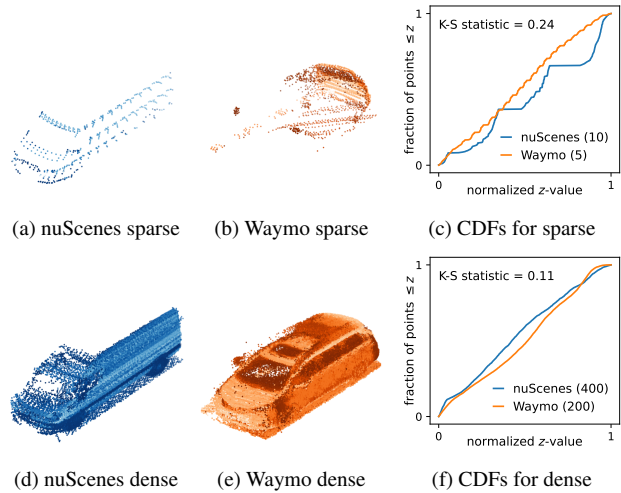 K-S statistic = 0.24
fraction of points ≤ z
1
0
nuScenes (10)
Waymo (5)
0
1
normalized z-value
(a) nuScenes sparse
(b) Waymo sparse
(c) CDFs for sparse
K-S statistic = 0.11
fraction of points ≤ z
1
0
nuScenes (400)
Waymo (200)
0
1
normalized z-value
(d) nuScenes dense
(e) Waymo dense
(f) CDFs for dense